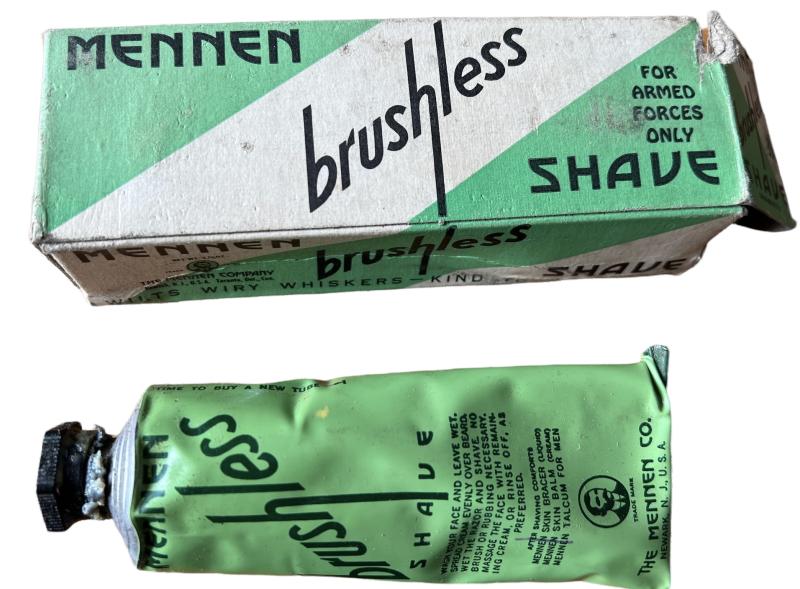 MENNEN
brushless
SHAVE
FOR
ARMED
FORCES
ONLY
MENNEN
brushless
SHAVE
THE MENNEN COMPANY
WILTS WIRY WHISKERS - KIND
TIME TO BUY A NEW TUBE
MENNEN
brushless
SHAVE
WASH YOUR FACE AND LEAVE WET.
SPREAD CREAM EVENLY OVER BEARD.
WET THE RAZOR AND SHAVE. NO
BRUSH OR RUBBING NECESSARY.
MASSAGE THE FACE WITH REMAIN-
ING CREAM, OR RINSE OFF, AS
PREFERRED.
AFTER SHAVING COMFORTS
MENNEN SKIN BRACER (LIQUID)
MENNEN SKIN BALM (CREAM)
MENNEN TALCUM FOR MEN
TRADE MARK
THE MENNEN CO.
NEWARK, N. J., U.S.A.